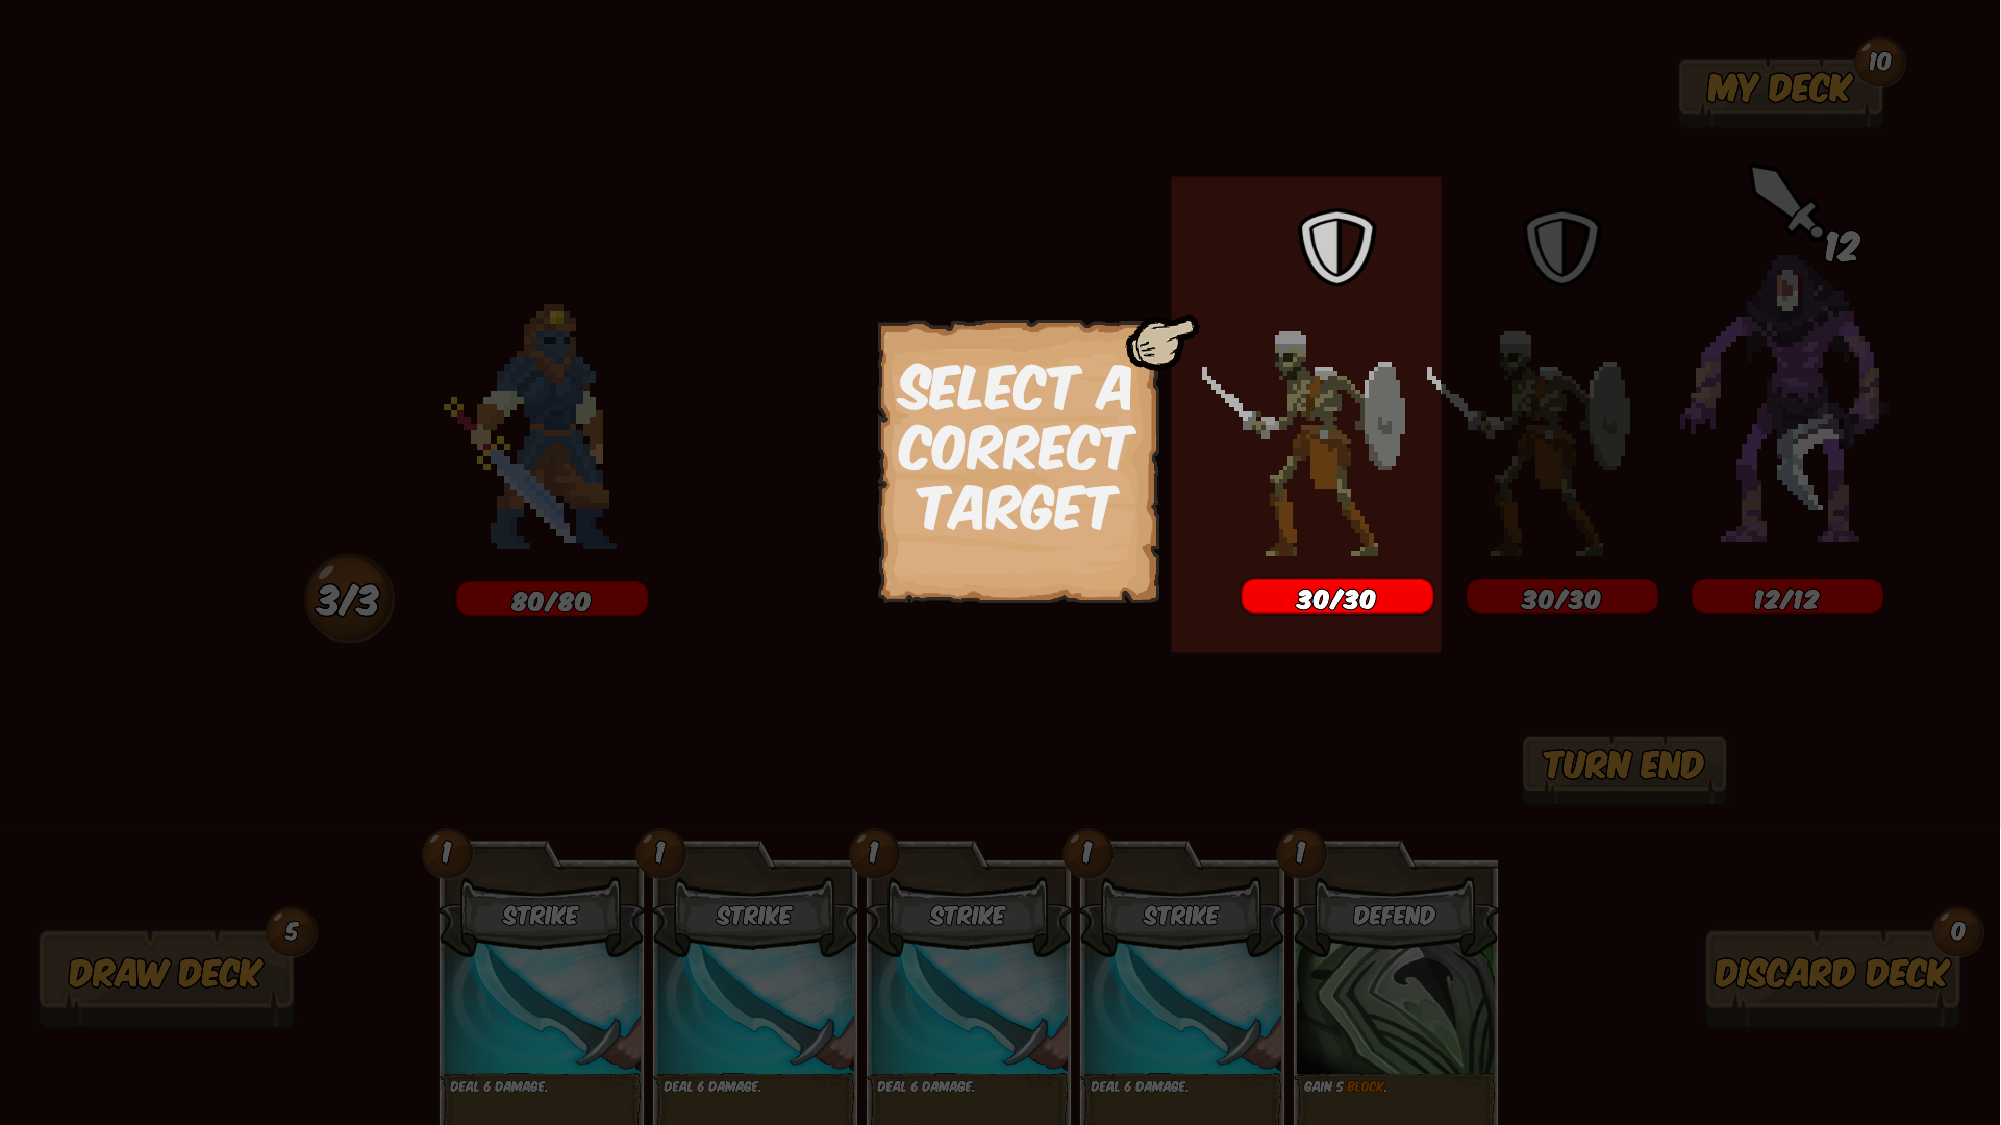 10
MY DECK
12
SELECT A
CORRECT
TARGET
3/3
80/80
30/30
30/30
12/12
TURN END
1
1
1
1
1
STRIKE
STRIKE
STRIKE
STRIKE
DEFEND
5
DRAW DECK
0
DISCARD DECK
DEAL 6 DAMAGE.
DEAL 6 DAMAGE.
DEAL 6 DAMAGE.
DEAL 6 DAMAGE.
GAIN 5 BLOCK.